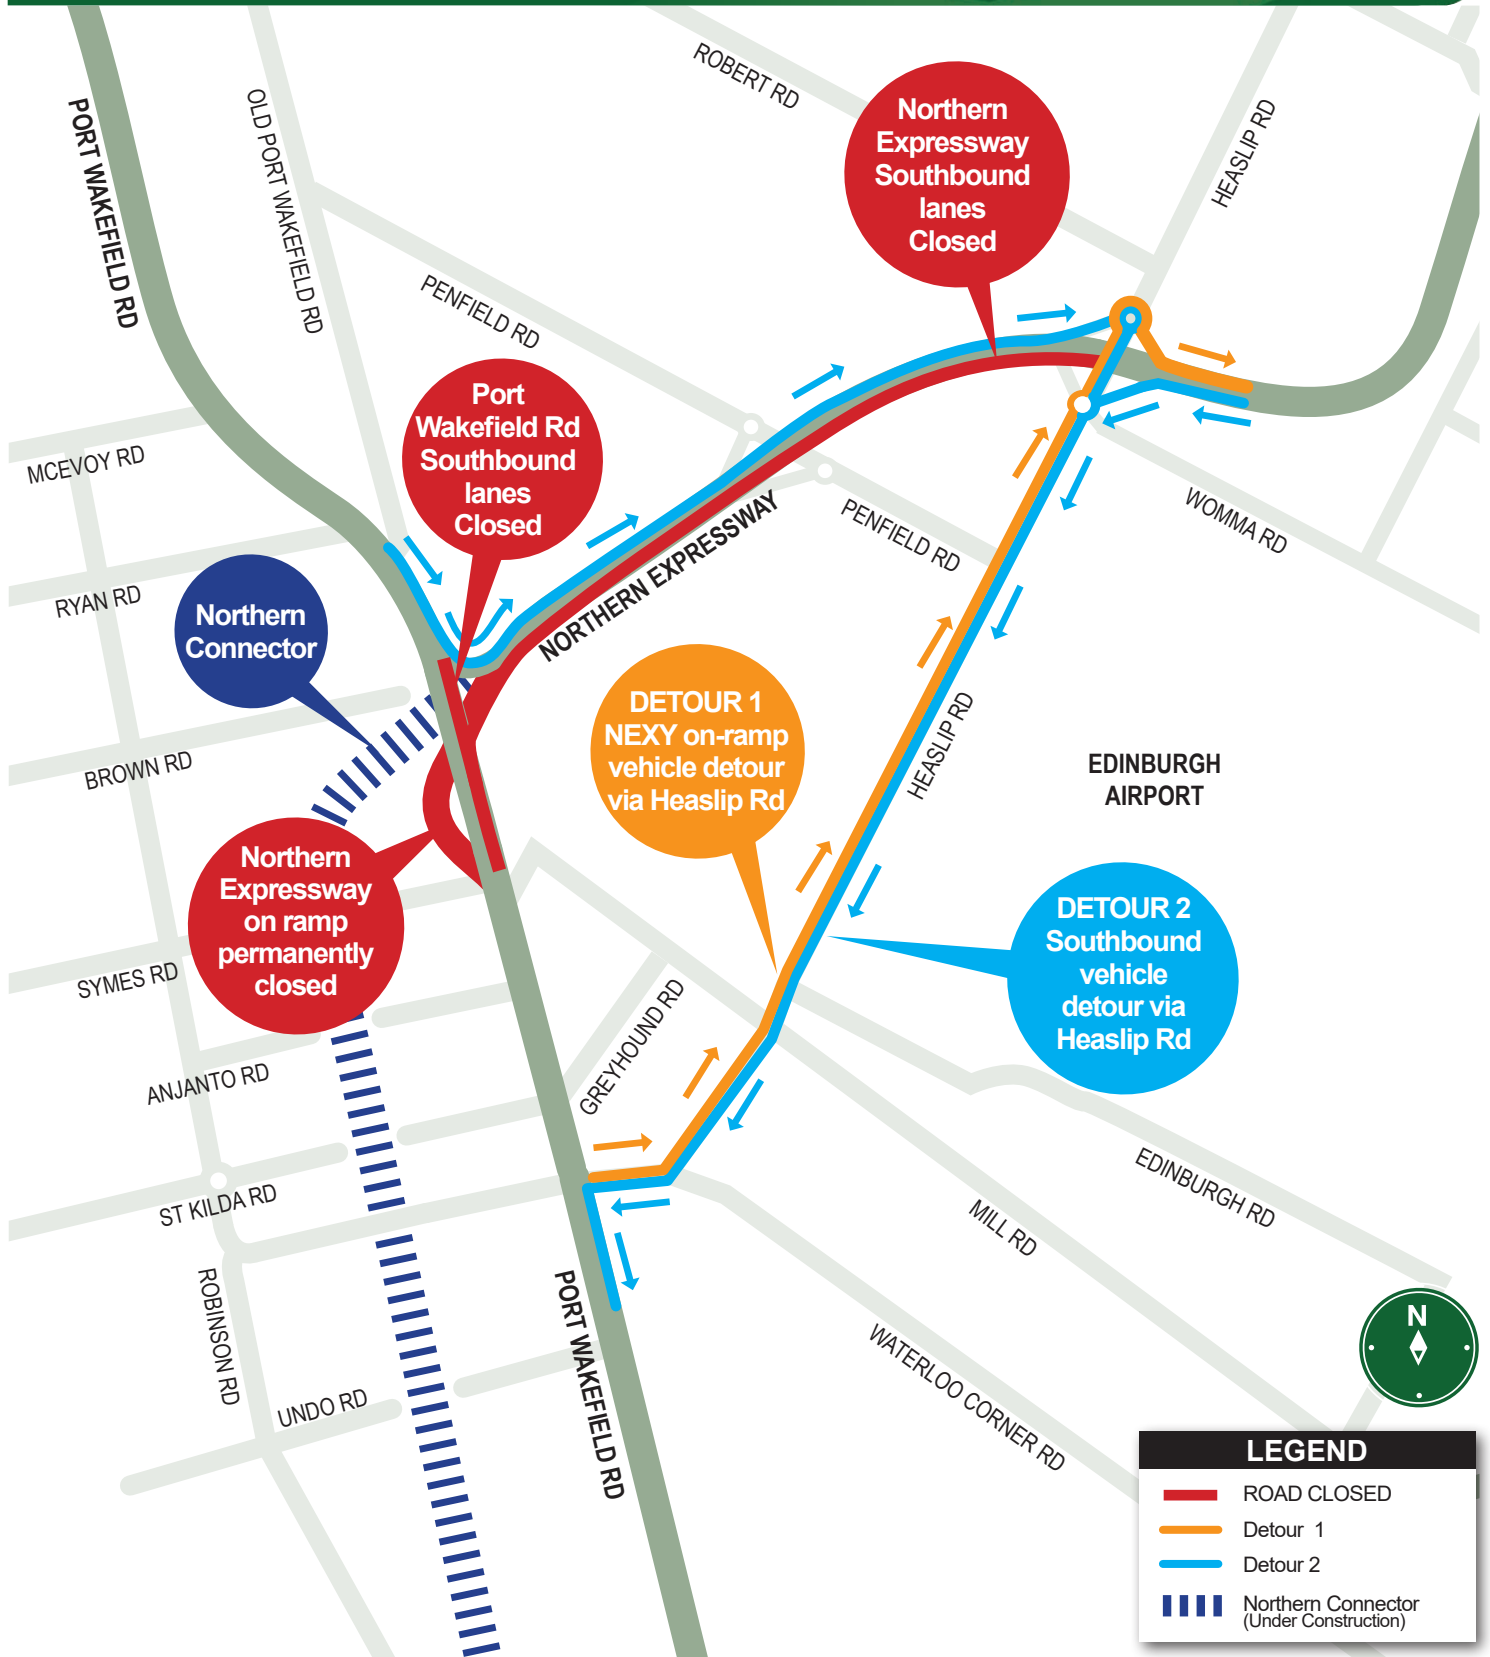 ROBERT RD
HEASLIP RD
PORT WAKEFIELD RD
OLD PORT WAKEFIELD RD
Northern
Expressway
Southbound
lanes
Closed
PENFIELD RD
Port
Wakefield Rd
Southbound
lanes
Closed
MCEVOY RD
RYAN RD
NORTHERN EXPRESSWAY
PENFIELD RD
WOMMA RD
Northern
Connector
BROWN RD
DETOUR 1
NEXY on-ramp
vehicle detour
via Heaslip Rd
HEASLIP RD
EDINBURGH
AIRPORT
Northern
Expressway
on ramp
permanently
closed
SYMES RD
DETOUR 2
Southbound
vehicle
detour via
Heaslip Rd
GREYHOUND RD
ANJANTO RD
ST KILDA RD
EDINBURGH RD
MILL RD
ROBINSON RD
PORT WAKEFIELD RD
WATERLOO CORNER RD
UNDO RD
N
LEGEND
ROAD CLOSED
Detour 1
Detour 2
Northern Connector
(Under Construction)